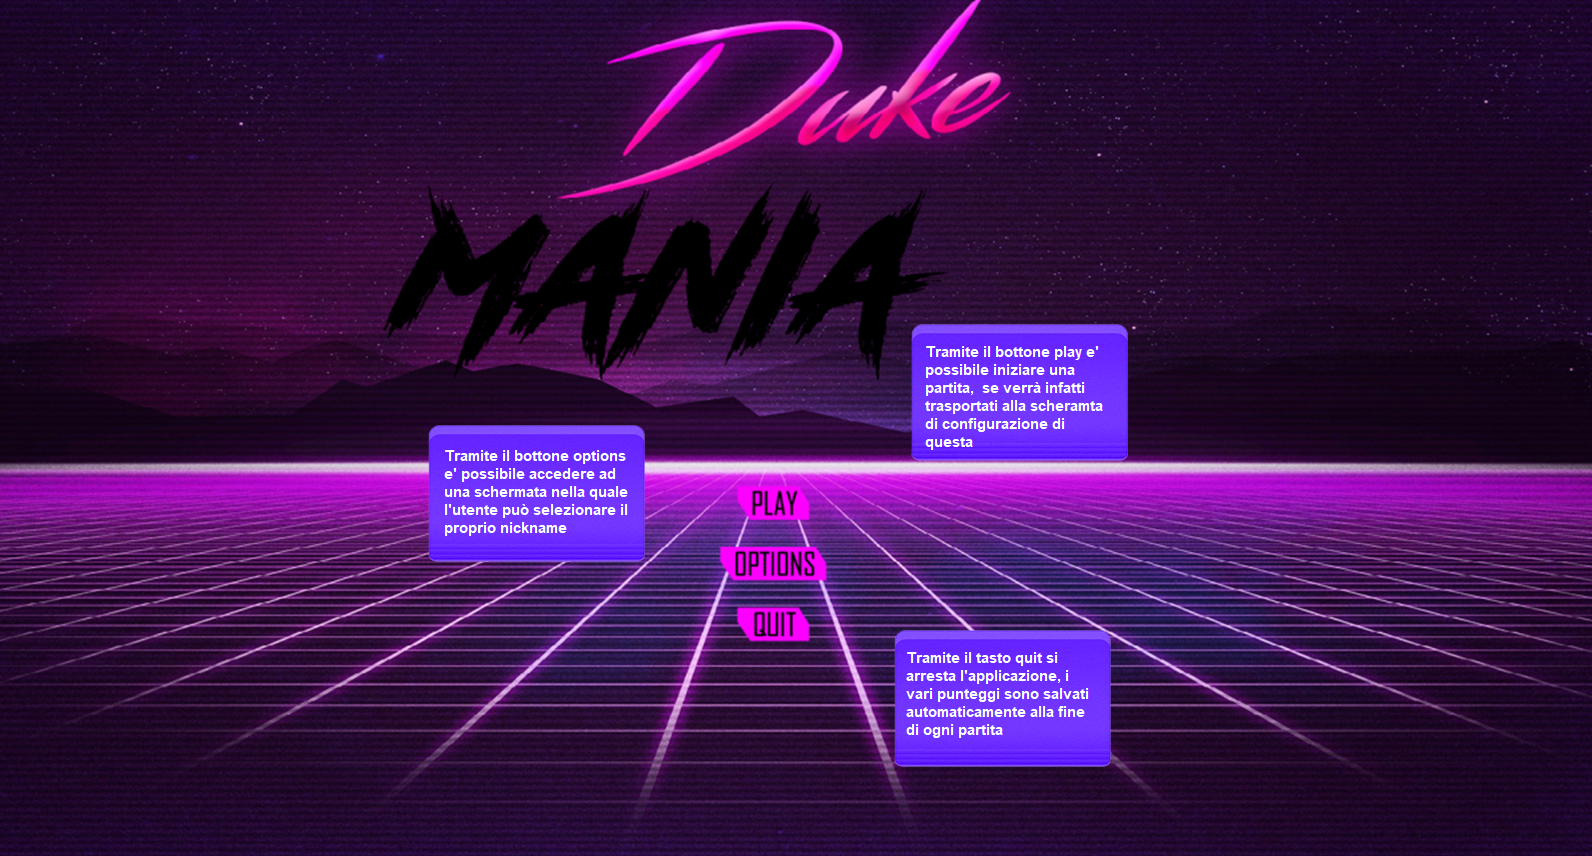 Duke
MANIA
Tramite il bottone play e'
possibile iniziare una
partita,  se verrà infatti
trasportati alla scheramta
di configurazione di
questa
Tramite il bottone options
e' possibile accedere ad
una schermata nella quale
l'utente può selezionare il
proprio nickname
PLAY
OPTIONS
QUIT
Tramite il tasto quit si
arresta l'applicazione, i
vari punteggi sono salvati
automaticamente alla fine
di ogni partita